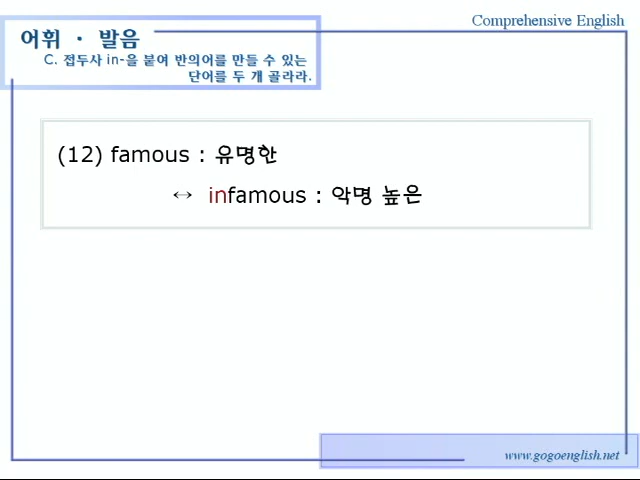 Comprehensive English
어휘 · 발음
C. 접두사 in-을 붙여 반의어를 만들 수 있는
단어를 두 개 골라라.
(12) famous : 유명한
↔ infamous : 악명 높은
www.gogoenglish.net